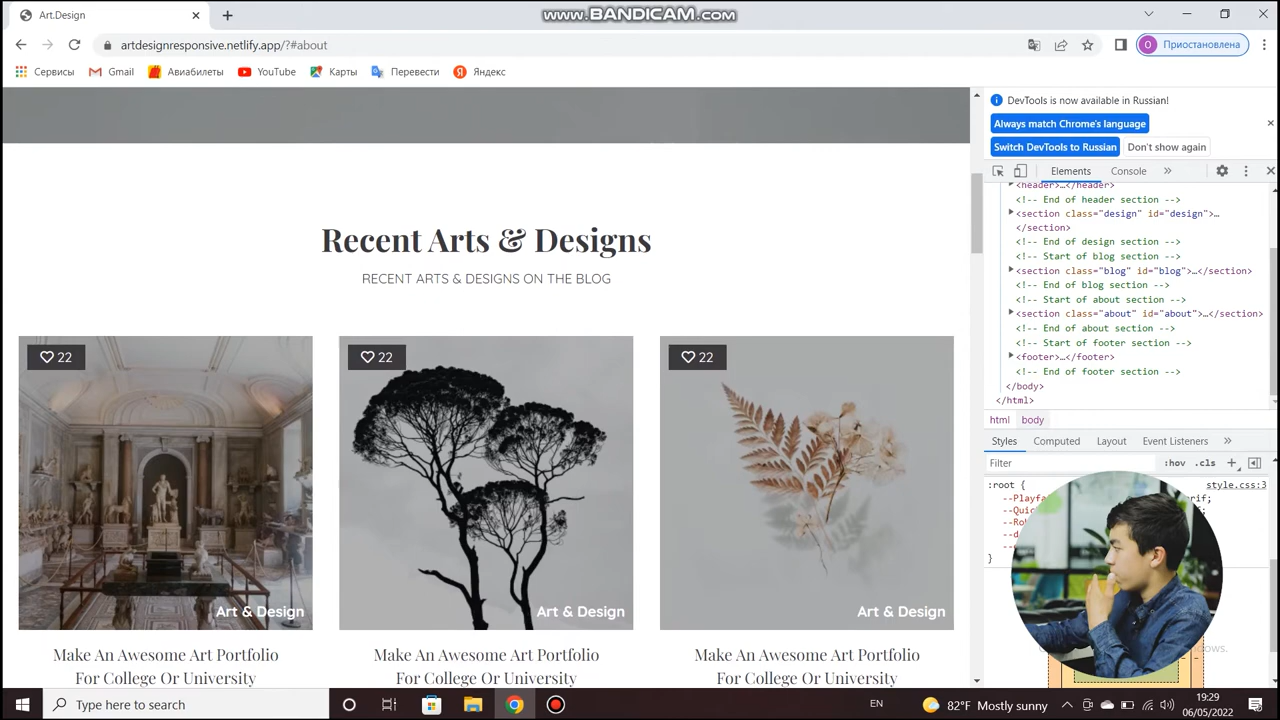 Art.Design
www.BANDICAM.com
artdesignresponsive.netlify.app/?#about
О
Приостановлена
Сервисы
Gmail
Авиабилеты
YouTube
Карты
Перевести
Яндекс
Recent Arts & Designs
RECENT ARTS & DESIGNS ON THE BLOG
22
22
22
Art & Design
Art & Design
Art & Design
Make An Awesome Art Portfolio
For College Or University
Make An Awesome Art Portfolio
For College Or University
Make An Awesome Art Portfolio
For College Or University
DevTools is now available in Russian!
Always match Chrome's language
Switch DevTools to Russian
Don't show again
Elements
Console
<header>…</header>
<!-- End of header section -->
<section class="design" id="design">…
</section>
<!-- End of design section -->
<!-- Start of blog section -->
<section class="blog" id="blog">…</section>
<!-- End of blog section -->
<!-- Start of about section -->
<section class="about" id="about">…</section>
<!-- End of about section -->
<!-- Start of footer section -->
<footer>…</footer>
<!-- End of footer section -->
</body>
</html>
html
body
Styles
Computed
Layout
Event Listeners
Filter
:hov
.cls
:root {
style.css:3
}
Type here to search
EN
82°F Mostly sunny
19:29
06/05/2022